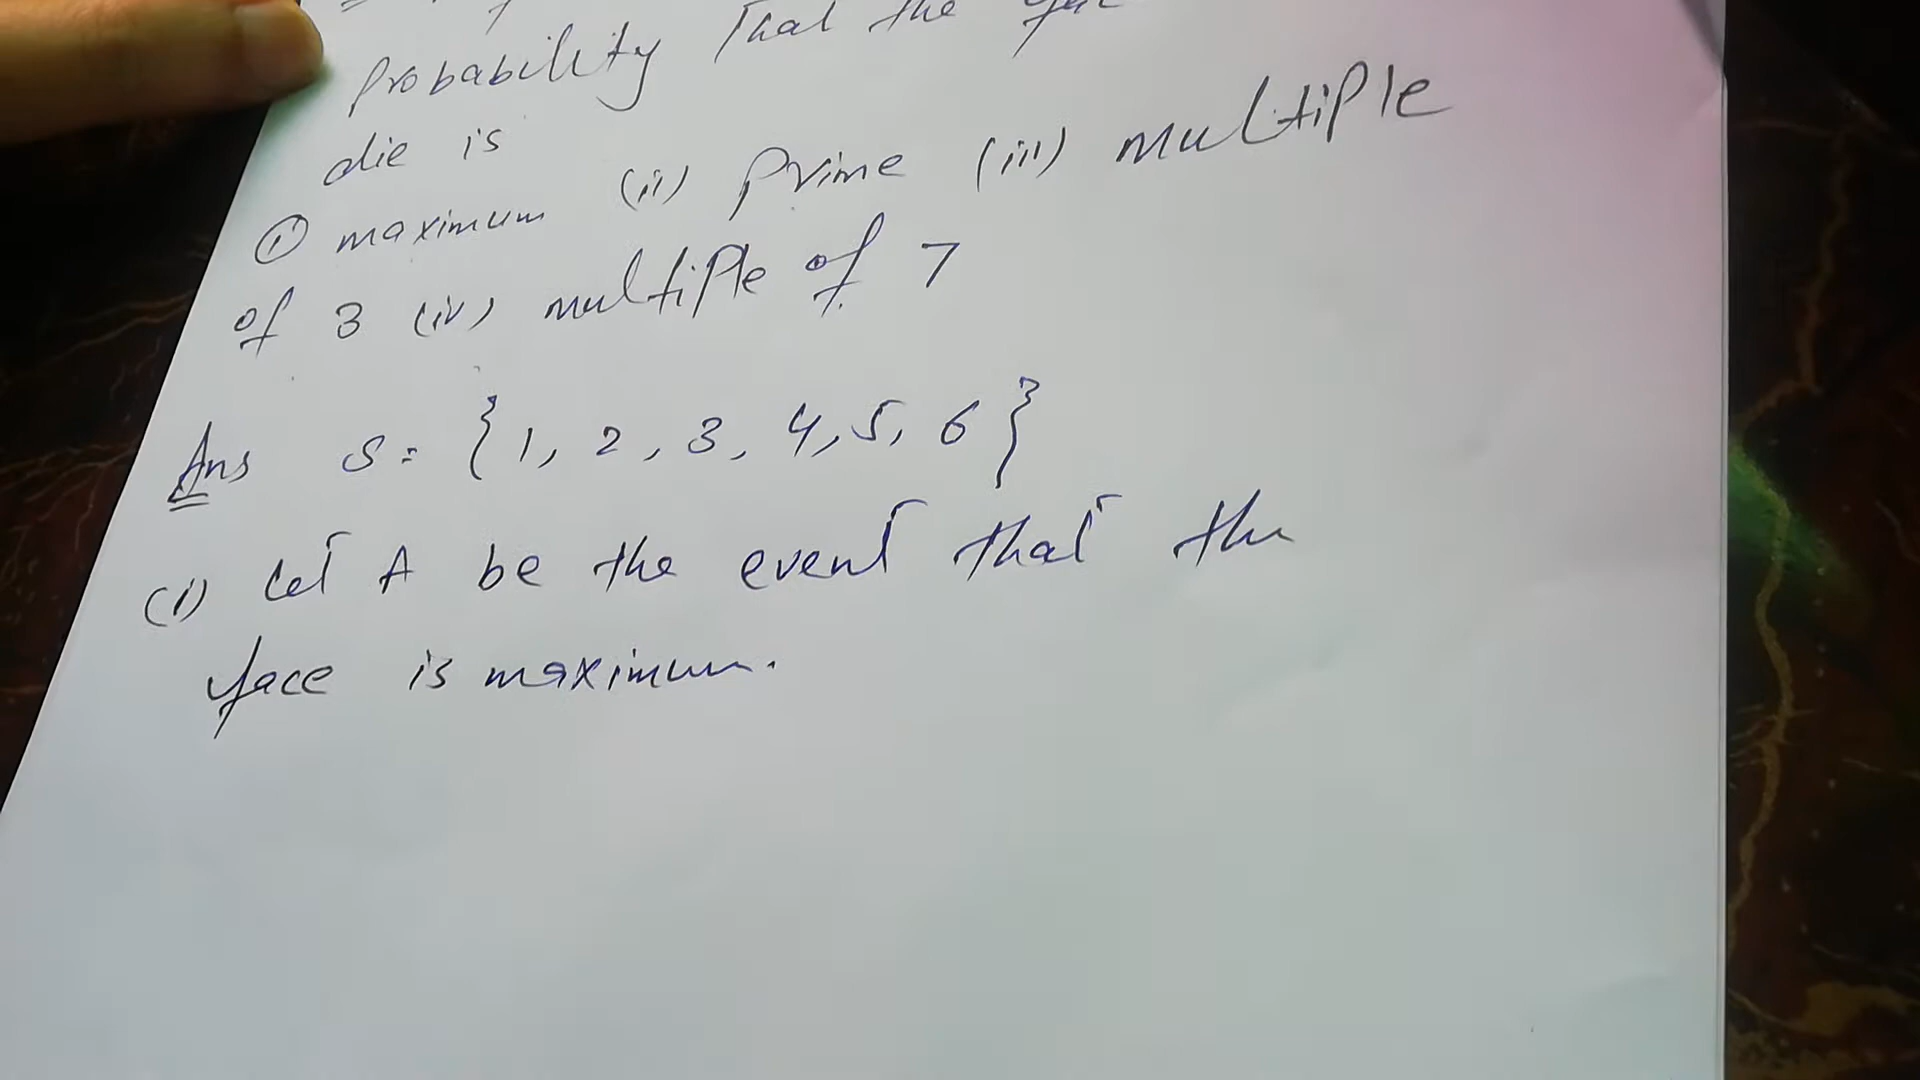 Probability That the
die is
(i) maximum (ii) Prime (iii) multiple
of 3 (iv) multiple of 7
Ans S = {1, 2, 3, 4, 5, 6}
(i) Let A be the event that the
face is maximum.